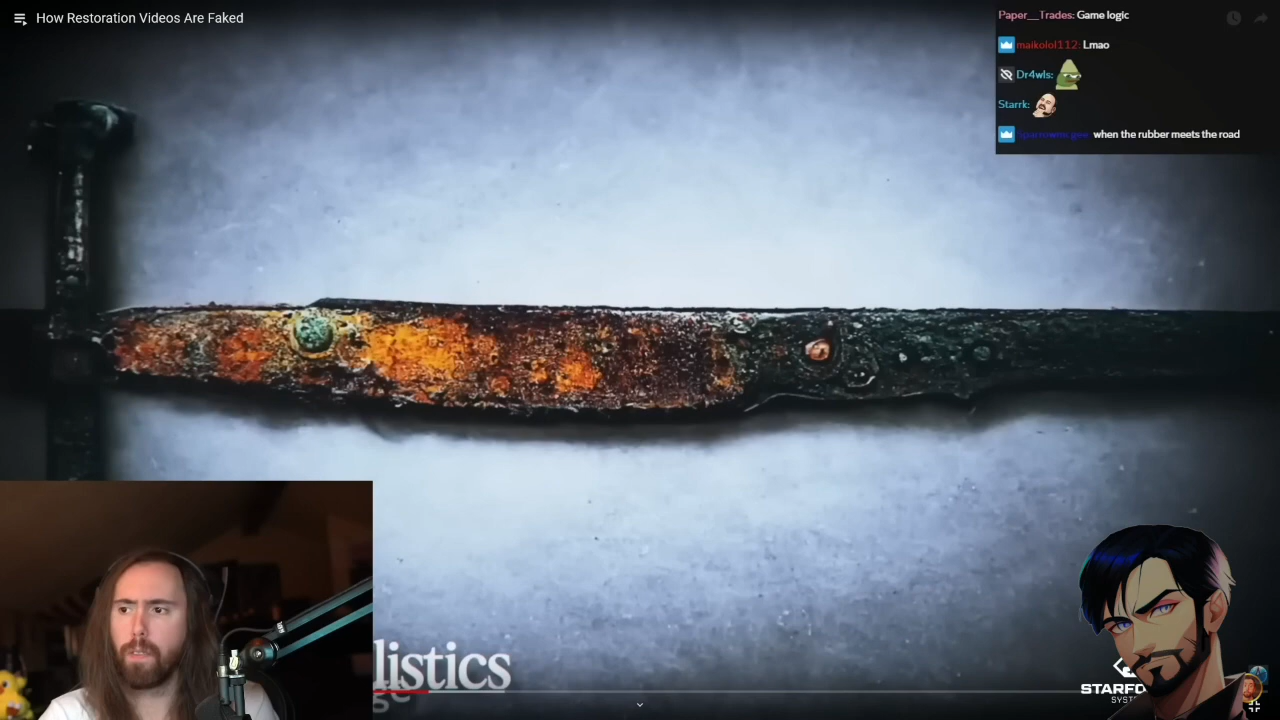 How Restoration Videos Are Faked
Paper__Trades: Game logic
maikolol112: Lmao
Dr4wls:
Starrk:
when the rubber meets the road
listics
STARFO
SYST